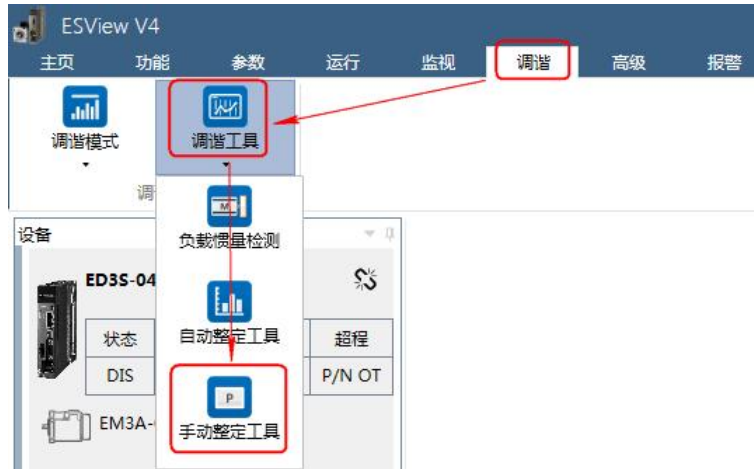 ESView V4
主页 功能 参数 运行 监视 调谐 高级 报警
调谐模式 调谐工具
调
负载惯量检测
设备
ED3S-04
自动整定工具
状态 超程
DIS P/N OT
P
EM3A-
手动整定工具